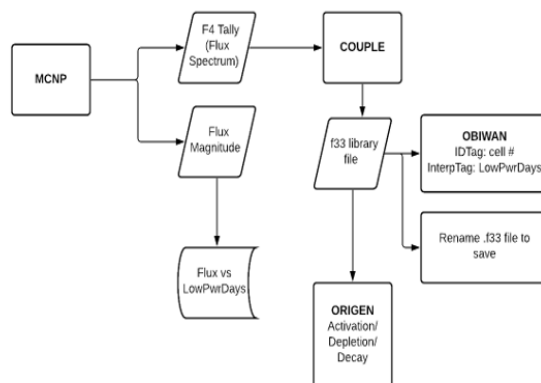 MCNP
F4 Tally
(Flux
Spectrum)
COUPLE
Flux
Magnitude
f33 library
file
OBIWAN
IDTag: cell #
InterpTag: LowPwrDays
Rename .f33 file to
save
Flux vs
LowPwrDays
ORIGEN
Activation/
Depletion/
Decay